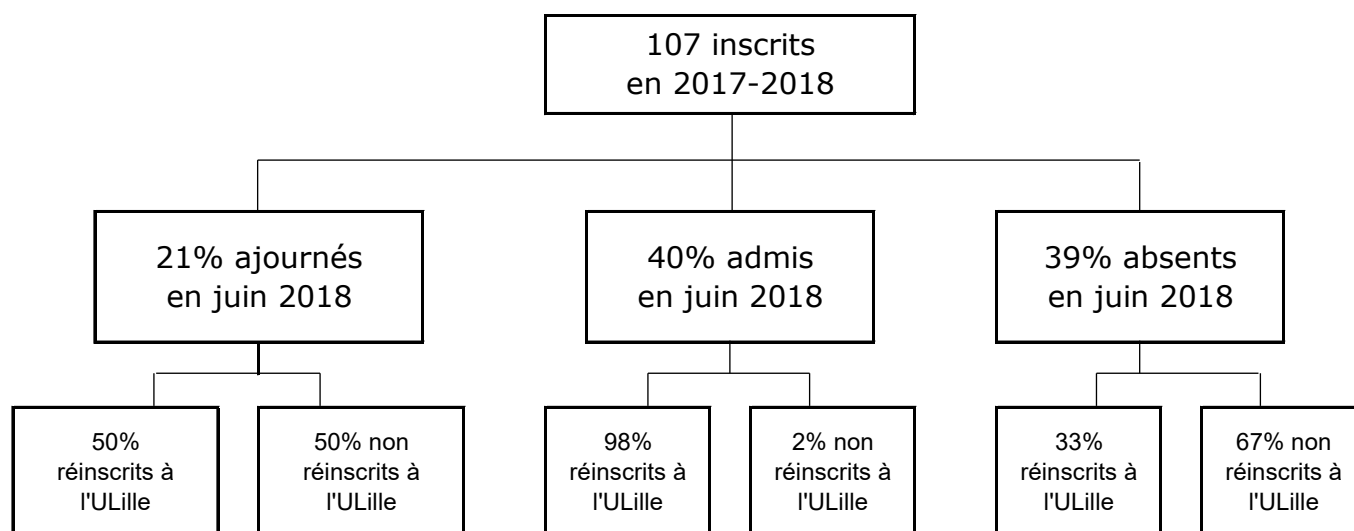 107 inscrits
en 2017-2018
21% ajournés
en juin 2018
40% admis
en juin 2018
39% absents
en juin 2018
50%
réinscrits à
l'ULille
50% non
réinscrits à
l'ULille
98%
réinscrits à
l'ULille
2% non
réinscrits à
l'ULille
33%
réinscrits à
l'ULille
67% non
réinscrits à
l'ULille